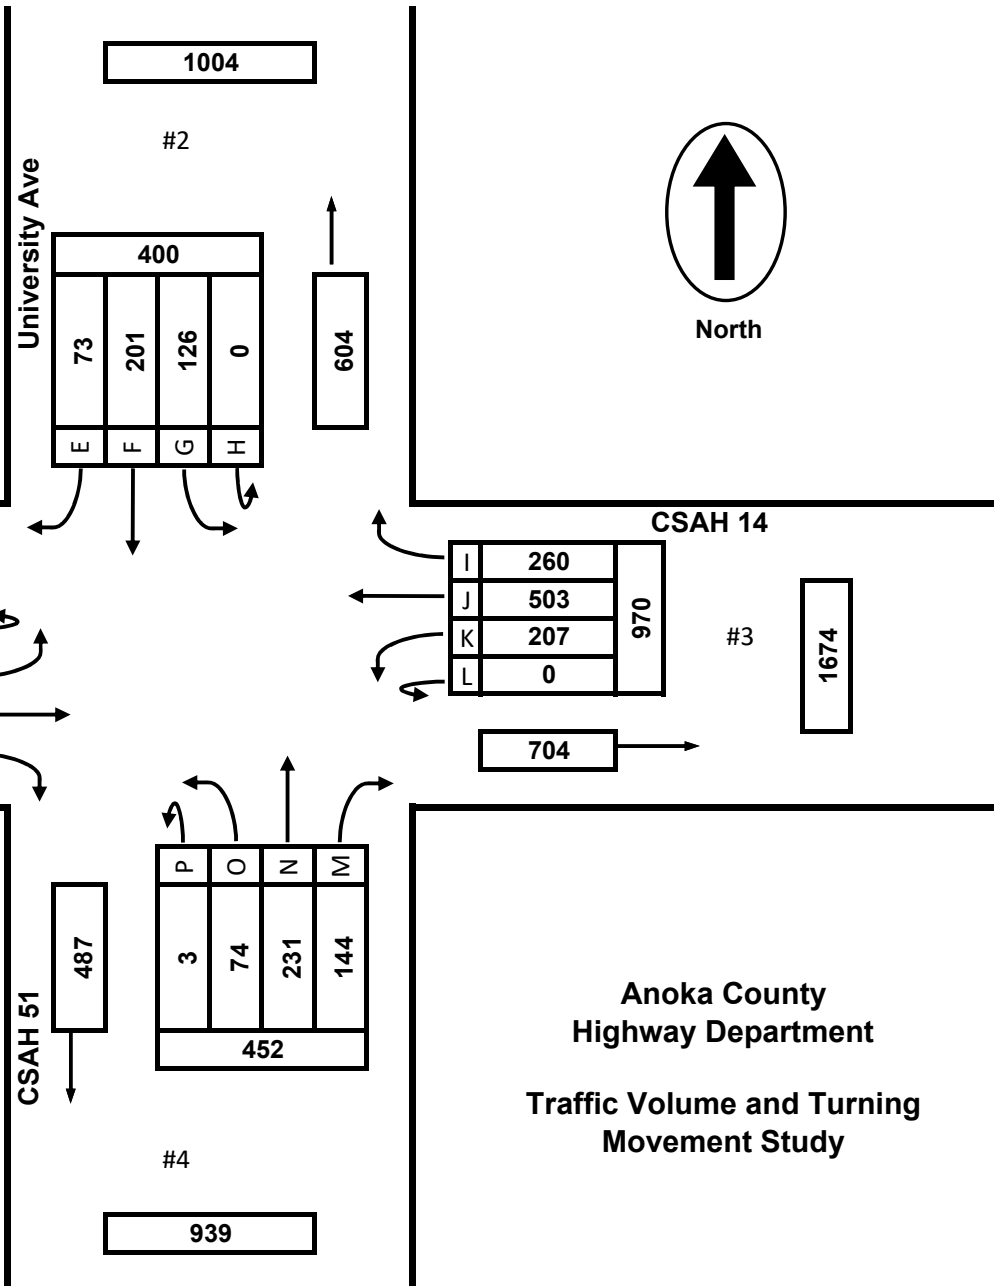 1004
#2
University Ave
400
73
201
126
0
E
F
G
H
604
North
CSAH 14
I 260
J 503
K 207
L 0
970
#3
1674
704
P
O
N
M
3
74
231
144
452
487
CSAH 51
#4
939
Anoka County
Highway Department
Traffic Volume and Turning
Movement Study